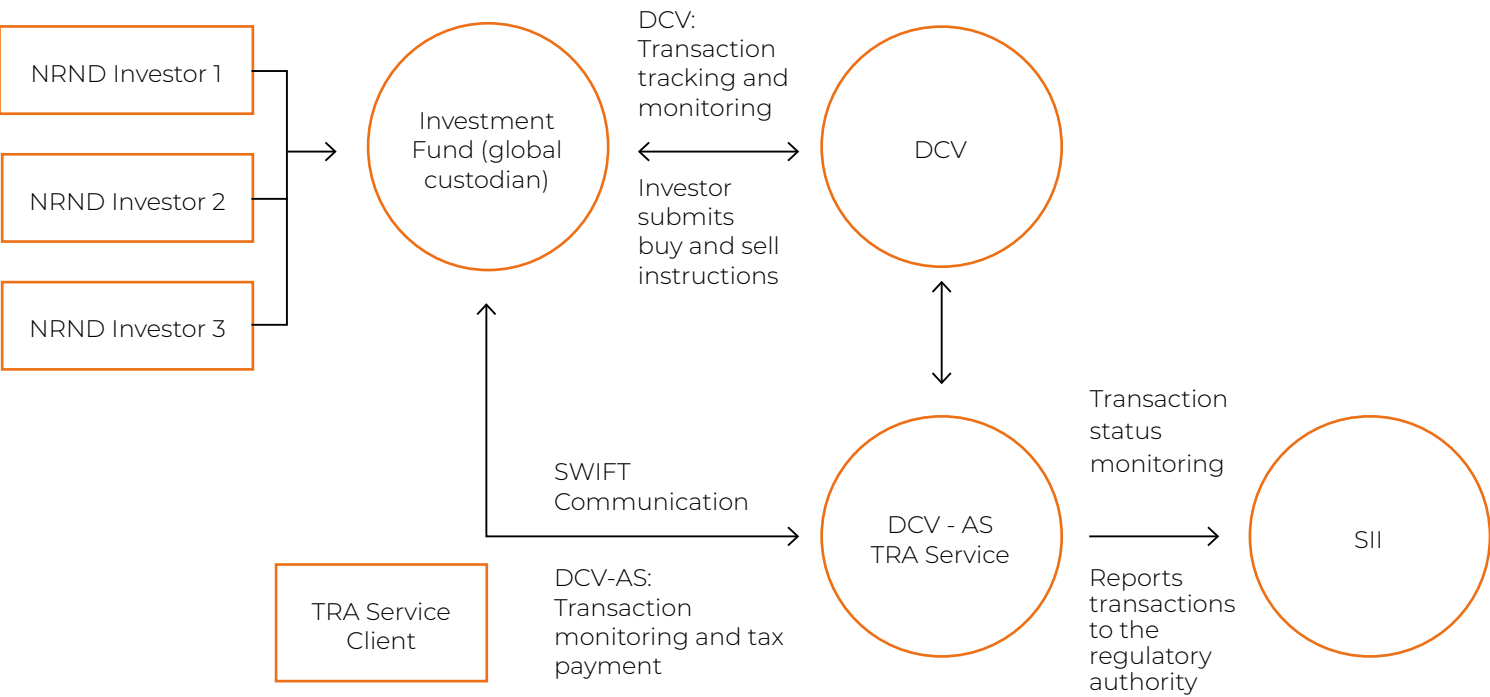 NRND Investor 1
NRND Investor 2
NRND Investor 3
Investment
Fund (global
custodian)
DCV:
Transaction
tracking and
monitoring
Investor
submits
buy and sell
instructions
DCV
SWIFT
Communication
DCV-AS:
Transaction
monitoring and tax
payment
TRA Service
Client
DCV - AS
TRA Service
Transaction
status
monitoring
Reports
transactions
to the
regulatory
authority
SII